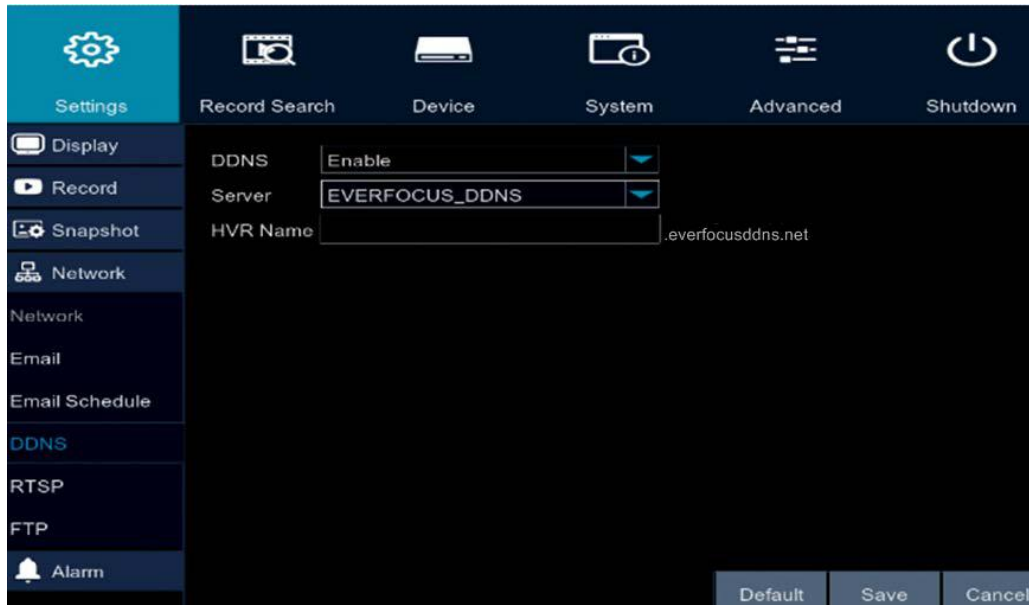 Settings Record Search Device System Advanced Shutdown
Display
Record
Snapshot
Network
Network
Email
Email Schedule
DDNS
RTSP
FTP
Alarm
DDNS Enable
Server EVERFOCUS_DDNS
HVR Name .everfocusddns.net
Default Save Cancel